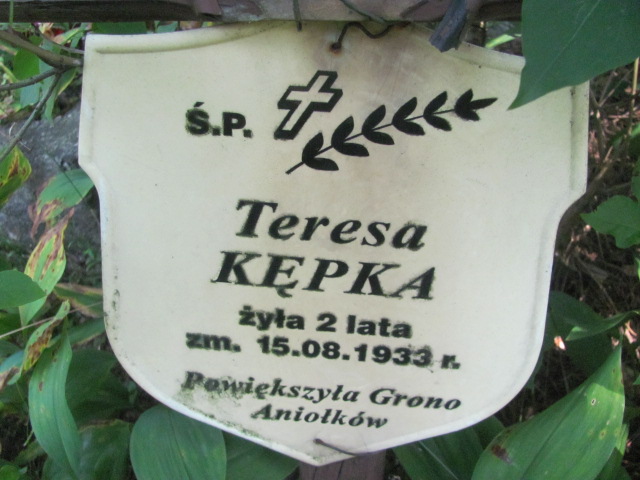 Ś.P.
Teresa
KĘPKA
żyła 2 lata
zm. 15.08.1933 r.
Powiększyła Grono
Aniołków